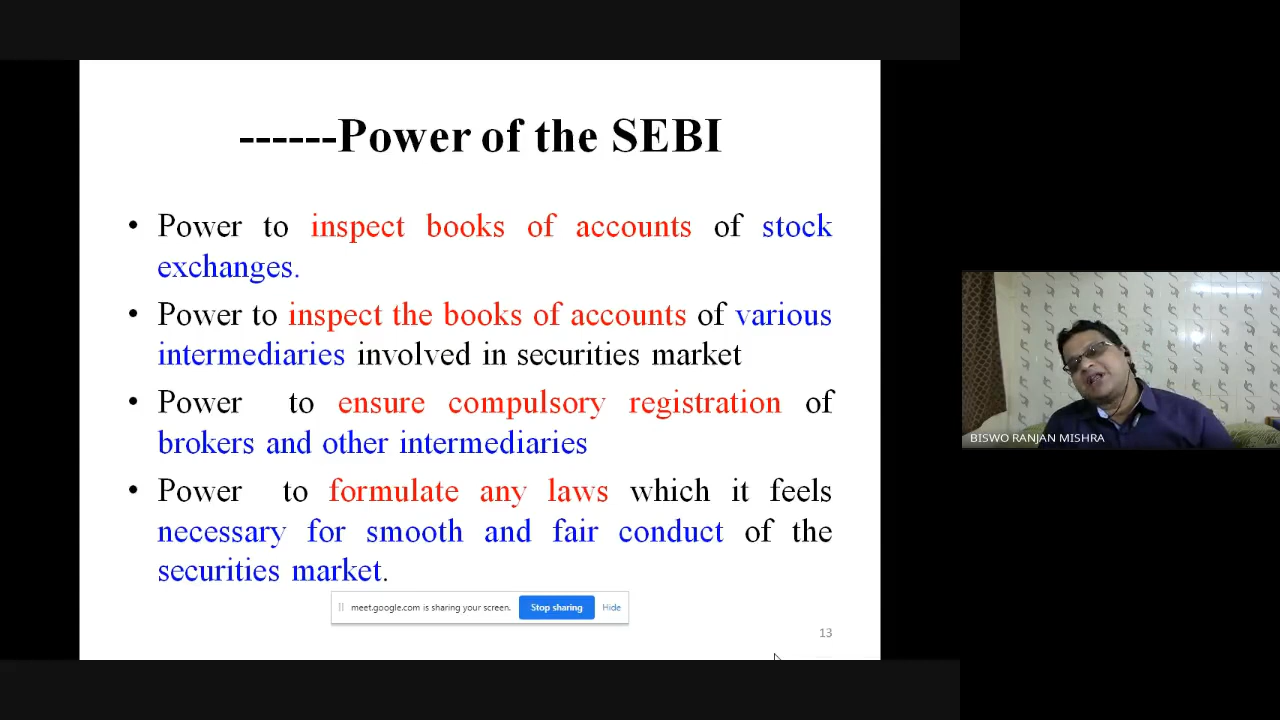 ------Power of the SEBI
• Power to inspect books of accounts of stock
exchanges.
• Power to inspect the books of accounts of various
intermediaries involved in securities market
• Power to ensure compulsory registration of
brokers and other intermediaries
• Power to formulate any laws which it feels
necessary for smooth and fair conduct of the
securities market.
meet.google.com is sharing your screen. Stop sharing Hide
13
BISWO RANJAN MISHRA